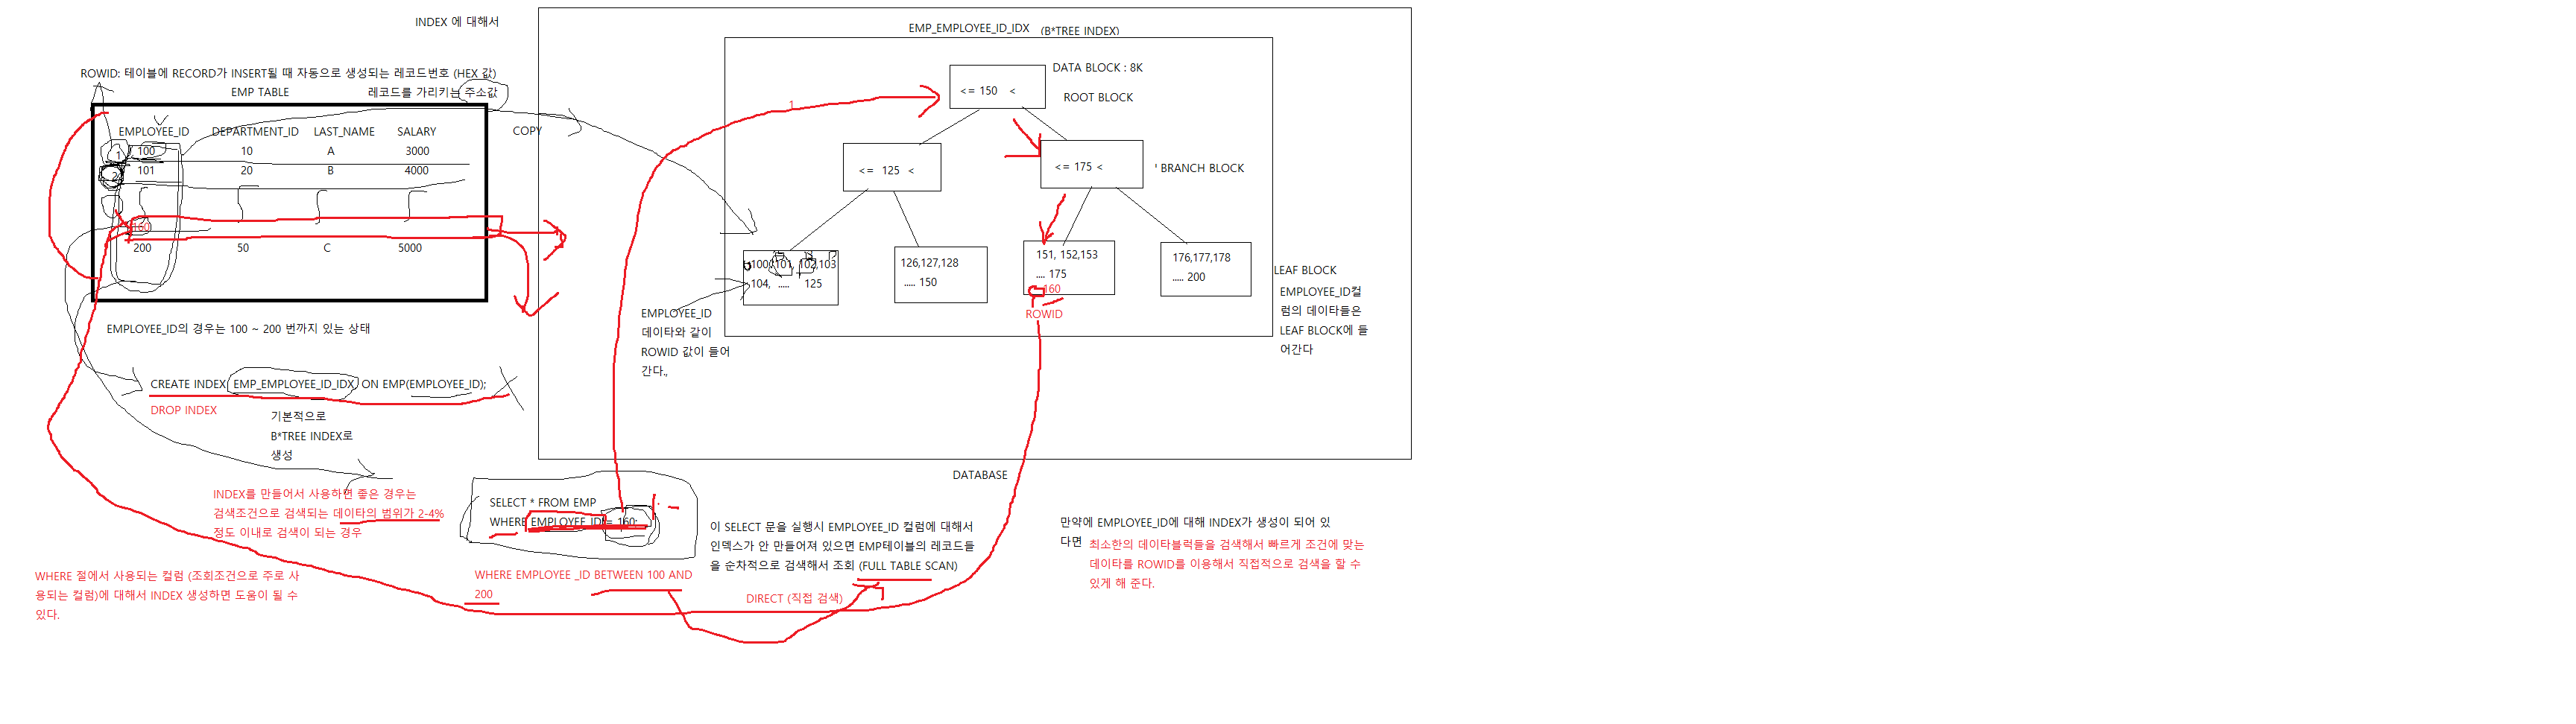 INDEX 에 대해서
ROWID: 테이블에 RECORD가 INSERT될 때 자동으로 생성되는 레코드번호 (HEX 값)
EMP TABLE
레코드를 가리키는 주소값
EMPLOYEE_ID DEPARTMENT_ID LAST_NAME SALARY
1 100 10 A 3000
2 101 20 B 4000
160
200 50 C 5000
COPY
EMPLOYEE_ID의 경우는 100 ~ 200 번까지 있는 상태
CREATE INDEX EMP_EMPLOYEE_ID_IDX ON EMP(EMPLOYEE_ID);
DROP INDEX
기본적으로
B*TREE INDEX로
생성
INDEX를 만들어서 사용하면 좋은 경우는
검색조건으로 검색되는 데이타의 범위가 2-4%
정도 이내로 검색이 되는 경우
WHERE 절에서 사용되는 컬럼 (조회조건으로 주로 사
용되는 컬럼)에 대해서 INDEX 생성하면 도움이 될 수
있다.
EMP_EMPLOYEE_ID_IDX (B*TREE INDEX)
DATA BLOCK : 8K
<= 150 <
ROOT BLOCK
1
<= 125 <
<= 175 <
' BRANCH BLOCK
100,101, 102,103
104, ..... 125
126,127,128
..... 150
151, 152,153
.... 175
160
ROWID
176,177,178
..... 200
LEAF BLOCK
EMPLOYEE_ID컬
럼의 데이타들은
LEAF BLOCK에 들
어간다
EMPLOYEE_ID
데이타와 같이
ROWID 값이 들어
간다.,
DATABASE
SELECT * FROM EMP
WHERE EMPLOYEE_ID = 160;
WHERE EMPLOYEE _ID BETWEEN 100 AND
200
이 SELECT 문을 실행시 EMPLOYEE_ID 컬럼에 대해서
인덱스가 안 만들어져 있으면 EMP테이블의 레코드들
을 순차적으로 검색해서 조회 (FULL TABLE SCAN)
DIRECT (직접 검색)
만약에 EMPLOYEE_ID에 대해 INDEX가 생성이 되어 있
다면 최소한의 데이타블럭들을 검색해서 빠르게 조건에 맞는
데이타를 ROWID를 이용해서 직접적으로 검색을 할 수
있게 해 준다.